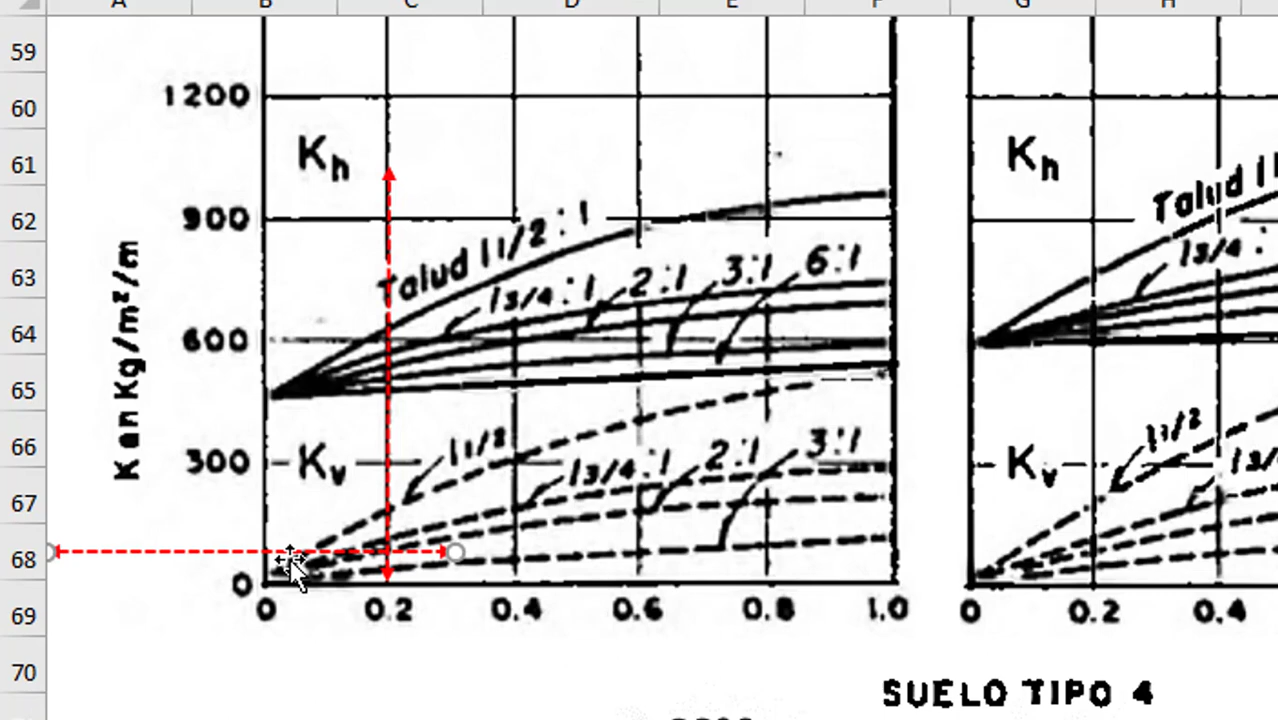 A B C D E F G H
59
60
61
62
63
64
65
66
67
68
69
70
K en Kg/m²/m
1200
900
600
300
0
Kh
Talud 1 1/2 : 1
1 3/4 : 1
2 : 1
3:1
6:1
Kv
1 1/2
1 3/4 : 1
2:1
3:1
0 0.2 0.4 0.6 0.8 1.0
Kh
Talud 1 1
1 3/4 :
Kv
1 1/2
0 0.2 0.4
SUELO TIPO 4